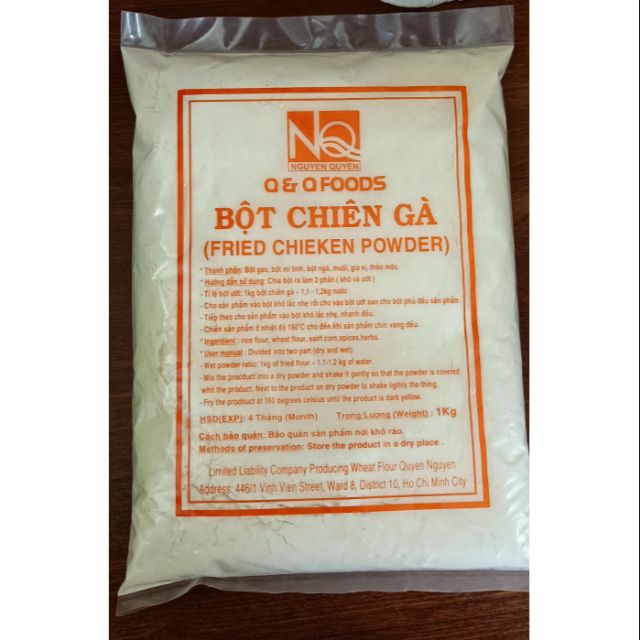 NQ
NGUYEN QUYEN
Q & Q FOODS
BỘT CHIÊN GÀ
(FRIED CHIEKEN POWDER)
* Thành phần: Bột gạo, bột mì tinh, bột ngô, muối, gia vị, thảo mộc.
* Hướng dẫn sử dụng: Chia bột ra làm 2 phần ( khô và ướt )
- Tỉ lệ bột ướt: 1kg bột chiên gà – 1,1 - 1,2kg nước
- Cho sản phẩm vào bột khô lắc nhẹ rồi cho vào bột ướt sao cho bột phủ đều sản phẩm
- Tiếp theo cho sản phẩm vào bột khô lắc nhẹ, nhanh đều.
- Chiên sản phẩm ở nhiệt độ 160°C cho đến khi sản phẩm chín vàng đều.
* Ingerdient : rice flour, wheat flour, salt corn,spices,herbs.
* User manual : Divided into two part (dry and wet)
- Wet powder ratio: 1kg of fried flour – 1.1-1.2 kg of water.
- Mix the procduct into a dry powder and shake it gently so that the powder is covered
whit the product, Next to the product on dry powder to shake ligthly the thing.
- Fry the prodouct at 160 degrees celsius until the product is dark yellow.
HSD(EXP): 4 Tháng (Month) Trọng Lượng (Weight) : 1Kg
Cách bảo quản: Bảo quản sản phẩm nơi khô ráo.
Methods of preservation: Store the product in a dry place .
Limited Liability Company Producing Wheat Flour Quyen Nguyen
Address: 446/1 Vinh Vien Street, Ward 8, District 10, Ho Chi Minh City